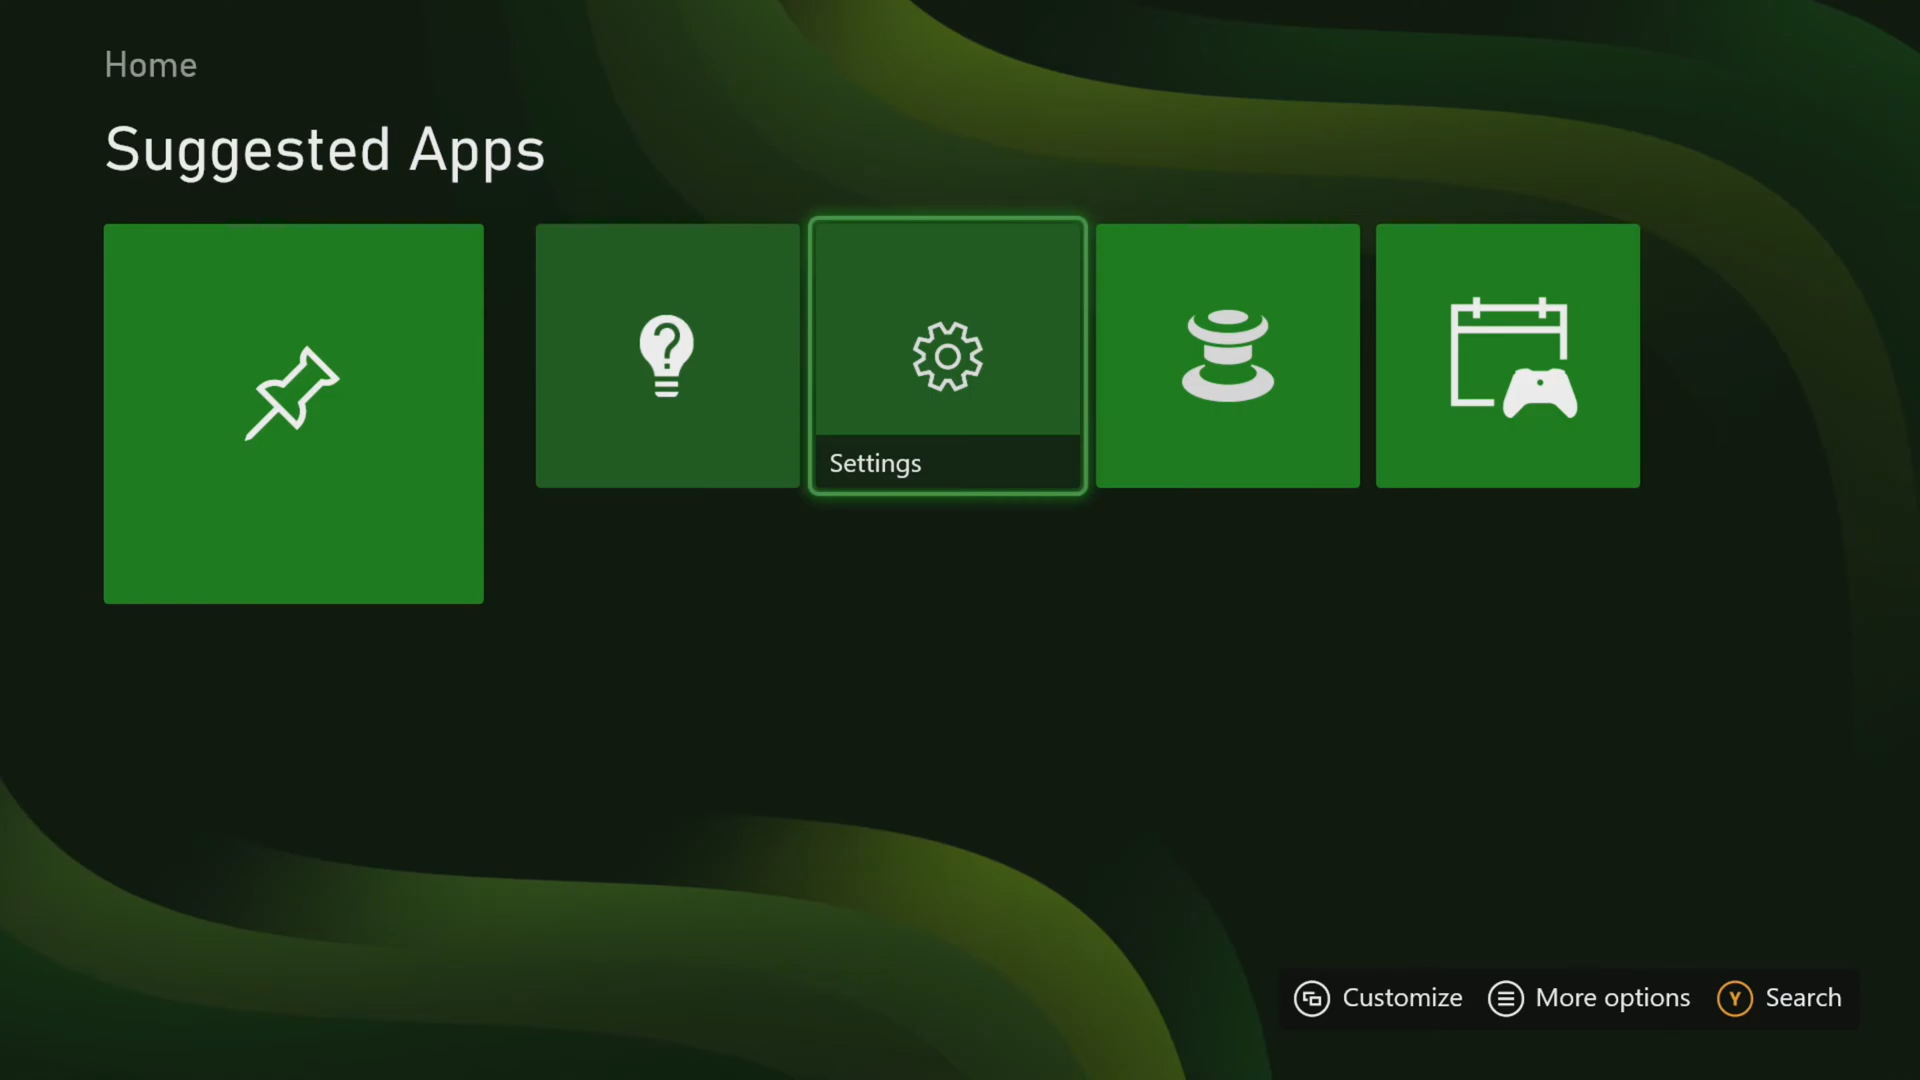 Home
Suggested Apps
Settings
Customize
More options
Y Search